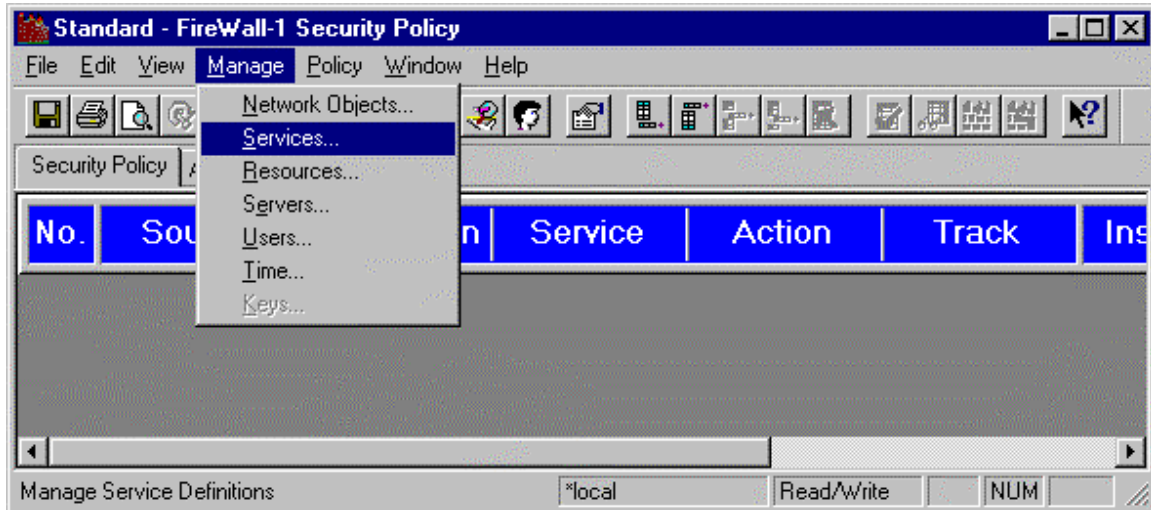 Standard - FireWall-1 Security Policy
File Edit View Manage Policy Window Help
Network Objects...
Services...
Resources...
Servers...
Users...
Time...
Keys...
Security Policy
No. Service Action Track
Manage Service Definitions *local Read/Write NUM